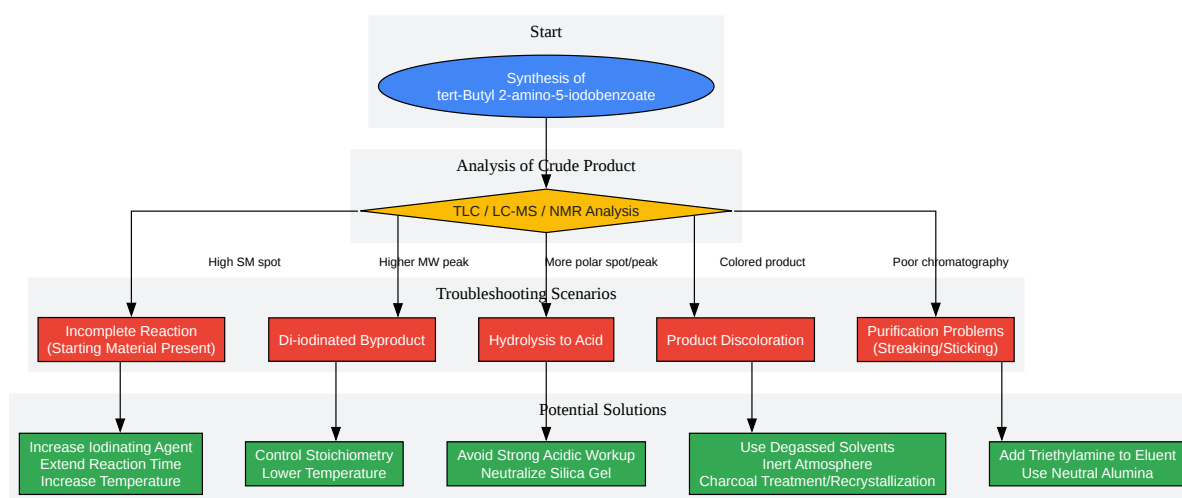 Start
Synthesis of
tert-Butyl 2-amino-5-iodobenzoate
Analysis of Crude Product
TLC / LC-MS / NMR Analysis
High SM spot
Higher MW peak
More polar spot/peak
Colored product
Poor chromatography
Troubleshooting Scenarios
Incomplete Reaction
(Starting Material Present)
Di-iodinated Byproduct
Hydrolysis to Acid
Product Discoloration
Purification Problems
(Streaking/Sticking)
Potential Solutions
Increase Iodinating Agent
Extend Reaction Time
Increase Temperature
Control Stoichiometry
Lower Temperature
Avoid Strong Acidic Workup
Neutralize Silica Gel
Use Degassed Solvents
Inert Atmosphere
Charcoal Treatment/Recrystallization
Add Triethylamine to Eluent
Use Neutral Alumina